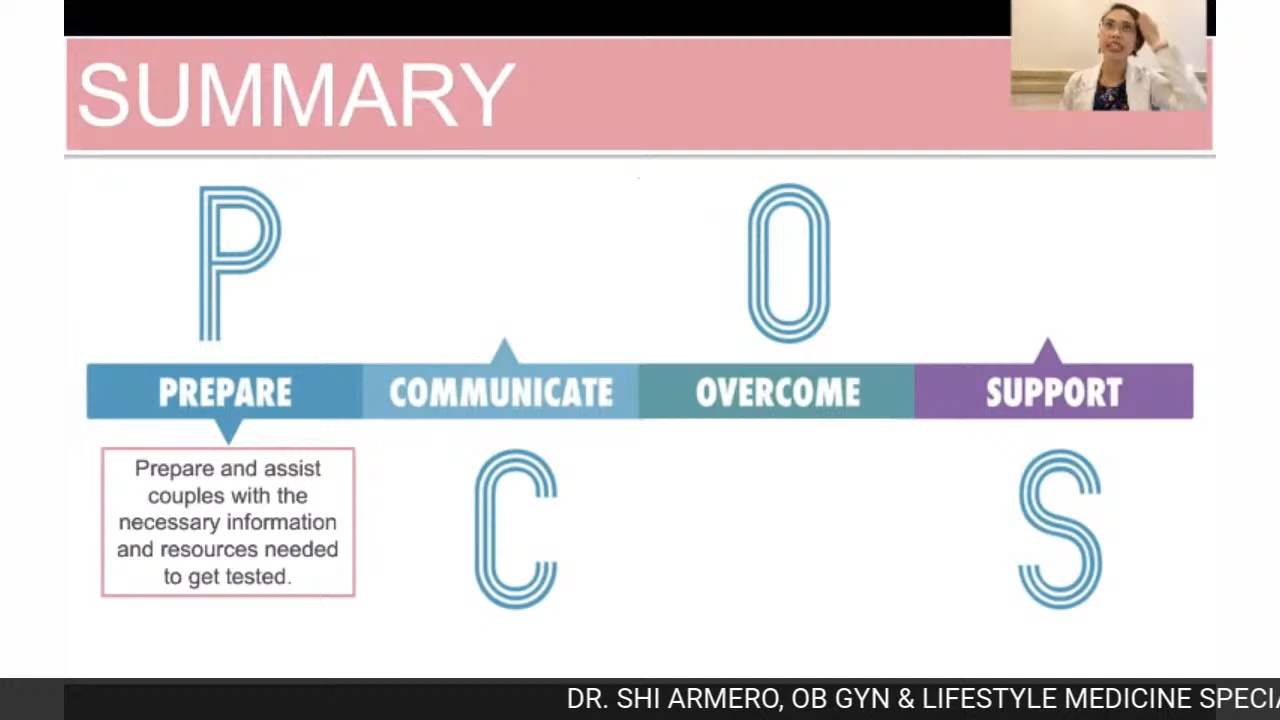 SUMMARY
P
O
PREPARE
COMMUNICATE
OVERCOME
SUPPORT
Prepare and assist
couples with the
necessary information
and resources needed
to get tested.
C
S
DR. SHI ARMERO, OB GYN & LIFESTYLE MEDICINE SPECIA